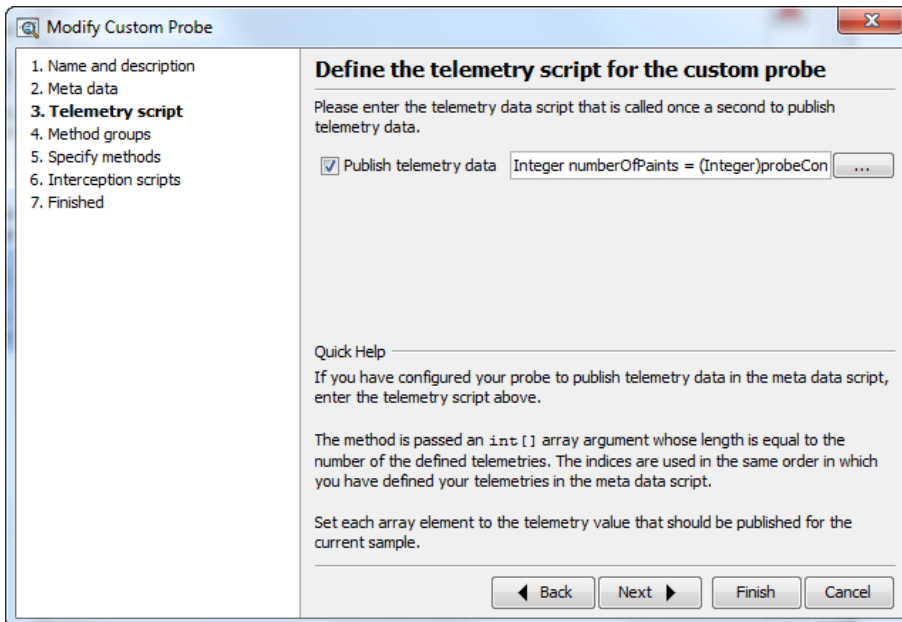 Modify Custom Probe
1. Name and description
2. Meta data
3. Telemetry script
4. Method groups
5. Specify methods
6. Interception scripts
7. Finished
Define the telemetry script for the custom probe
Please enter the telemetry data script that is called once a second to publish
telemetry data.
Publish telemetry data Integer numberOfPaints = (Integer)probeCon ...
Quick Help
If you have configured your probe to publish telemetry data in the meta data script,
enter the telemetry script above.
The method is passed an int[] array argument whose length is equal to the
number of the defined telemetries. The indices are used in the same order in which
you have defined your telemetries in the meta data script.
Set each array element to the telemetry value that should be published for the
current sample.
Back Next Finish Cancel